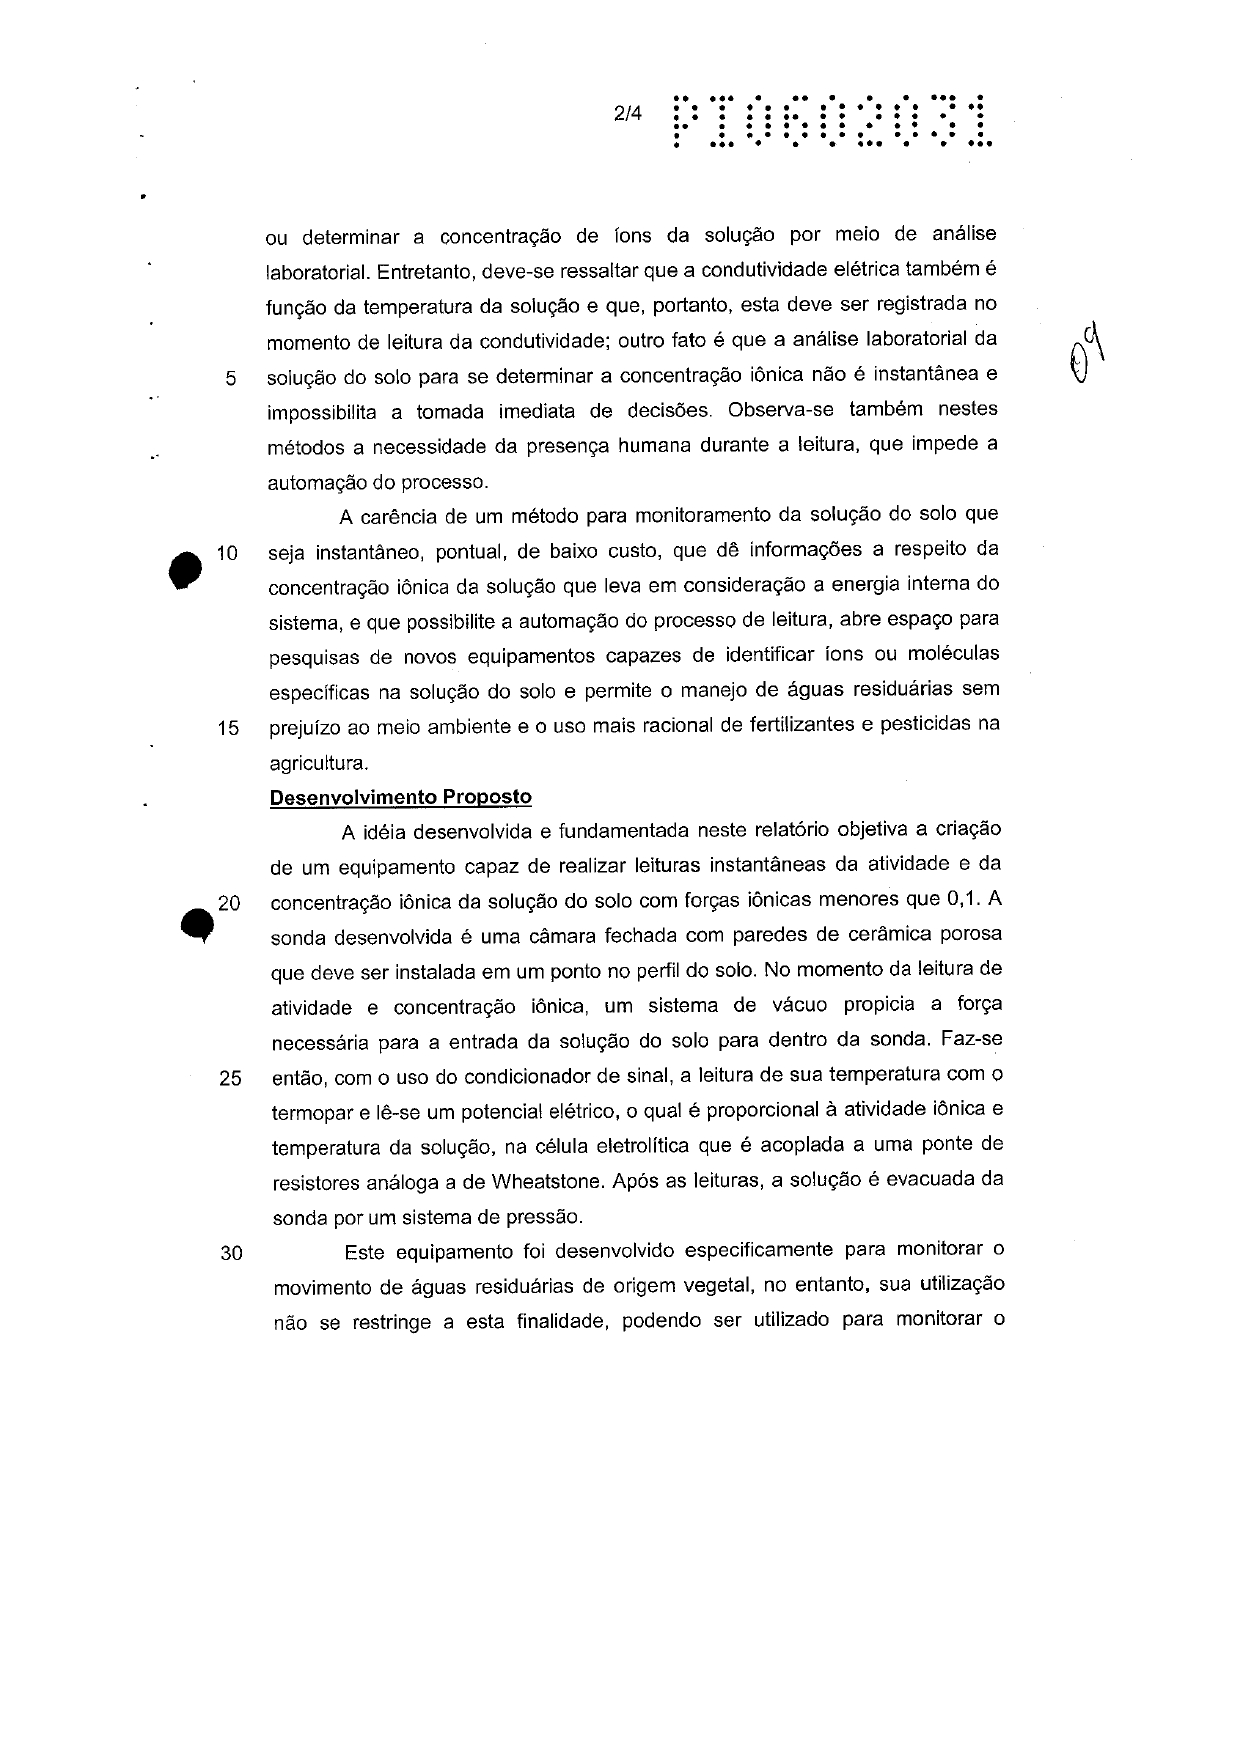 2/4 PI0602031
ou determinar a concentração de íons da solução por meio de análise
laboratorial. Entretanto, deve-se ressaltar que a condutividade elétrica também é
função da temperatura da solução e que, portanto, esta deve ser registrada no
momento de leitura da condutividade; outro fato é que a análise laboratorial da
5 solução do solo para se determinar a concentração iônica não é instantânea e
impossibilita a tomada imediata de decisões. Observa-se também nestes
métodos a necessidade da presença humana durante a leitura, que impede a
automação do processo.
A carência de um método para monitoramento da solução do solo que
10 seja instantâneo, pontual, de baixo custo, que dê informações a respeito da
concentração iônica da solução que leva em consideração a energia interna do
sistema, e que possibilite a automação do processo de leitura, abre espaço para
pesquisas de novos equipamentos capazes de identificar íons ou moléculas
específicas na solução do solo e permite o manejo de águas residuárias sem
15 prejuízo ao meio ambiente e o uso mais racional de fertilizantes e pesticidas na
agricultura.
Desenvolvimento Proposto
A idéia desenvolvida e fundamentada neste relatório objetiva a criação
de um equipamento capaz de realizar leituras instantâneas da atividade e da
20 concentração iônica da solução do solo com forças iônicas menores que 0,1. A
sonda desenvolvida é uma câmara fechada com paredes de cerâmica porosa
que deve ser instalada em um ponto no perfil do solo. No momento da leitura de
atividade e concentração iônica, um sistema de vácuo propicia a força
necessária para a entrada da solução do solo para dentro da sonda. Faz-se
25 então, com o uso do condicionador de sinal, a leitura de sua temperatura com o
termopar e lê-se um potencial elétrico, o qual é proporcional à atividade iônica e
temperatura da solução, na célula eletrolítica que é acoplada a uma ponte de
resistores análoga a de Wheatstone. Após as leituras, a solução é evacuada da
sonda por um sistema de pressão.
30 Este equipamento foi desenvolvido especificamente para monitorar o
movimento de águas residuárias de origem vegetal, no entanto, sua utilização
não se restringe a esta finalidade, podendo ser utilizado para monitorar o